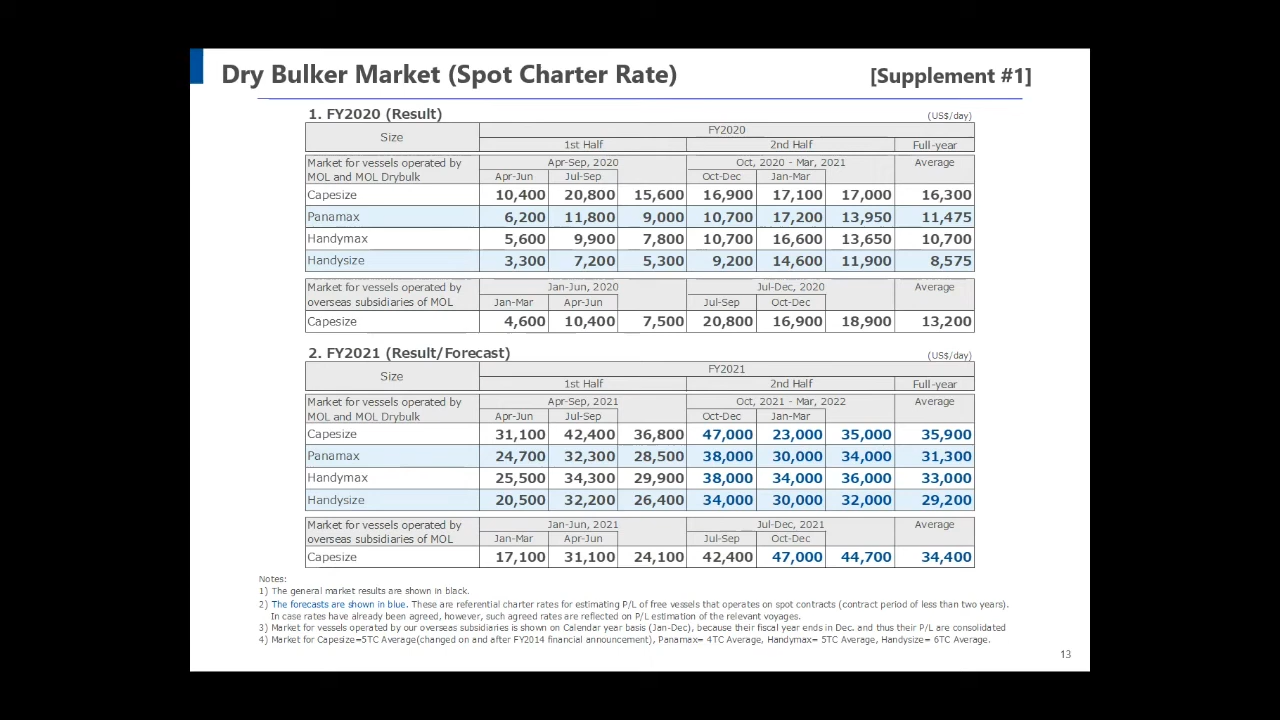 Dry Bulker Market (Spot Charter Rate) [Supplement #1]
1. FY2020 (Result) (US$/day)
Size FY2020
1st Half 2nd Half Full-year
Market for vessels operated by MOL and MOL Drybulk Apr-Sep, 2020 Oct, 2020 - Mar, 2021 Average
Apr-Jun Jul-Sep Oct-Dec Jan-Mar
Capesize 10,400 20,800 15,600 16,900 17,100 17,000 16,300
Panamax 6,200 11,800 9,000 10,700 17,200 13,950 11,475
Handymax 5,600 9,900 7,800 10,700 16,600 13,650 10,700
Handysize 3,300 7,200 5,300 9,200 14,600 11,900 8,575
Market for vessels operated by overseas subsidiaries of MOL Jan-Jun, 2020 Jul-Dec, 2020 Average
Jan-Mar Apr-Jun Jul-Sep Oct-Dec
Capesize 4,600 10,400 7,500 20,800 16,900 18,900 13,200
2. FY2021 (Result/Forecast) (US$/day)
Size FY2021
1st Half 2nd Half Full-year
Market for vessels operated by MOL and MOL Drybulk Apr-Sep, 2021 Oct, 2021 - Mar, 2022 Average
Apr-Jun Jul-Sep Oct-Dec Jan-Mar
Capesize 31,100 42,400 36,800 47,000 23,000 35,000 35,900
Panamax 24,700 32,300 28,500 38,000 30,000 34,000 31,300
Handymax 25,500 34,300 29,900 38,000 34,000 36,000 33,000
Handysize 20,500 32,200 26,400 34,000 30,000 32,000 29,200
Market for vessels operated by overseas subsidiaries of MOL Jan-Jun, 2021 Jul-Dec, 2021 Average
Jan-Mar Apr-Jun Jul-Sep Oct-Dec
Capesize 17,100 31,100 24,100 42,400 47,000 44,700 34,400
Notes:
1) The general market results are shown in black.
2) The forecasts are shown in blue. These are referential charter rates for estimating P/L of free vessels that operates on spot contracts (contract period of less than two years).
In case rates have already been agreed, however, such agreed rates are reflected on P/L estimation of the relevant voyages.
3) Market for vessels operated by our overseas subsidiaries is shown on Calendar year basis (Jan-Dec), because their fiscal year ends in Dec. and thus their P/L are consolidated
4) Market for Capesize=5TC Average(changed on and after FY2014 financial announcement), Panamax= 4TC Average, Handymax= 5TC Average, Handysize= 6TC Average.
13